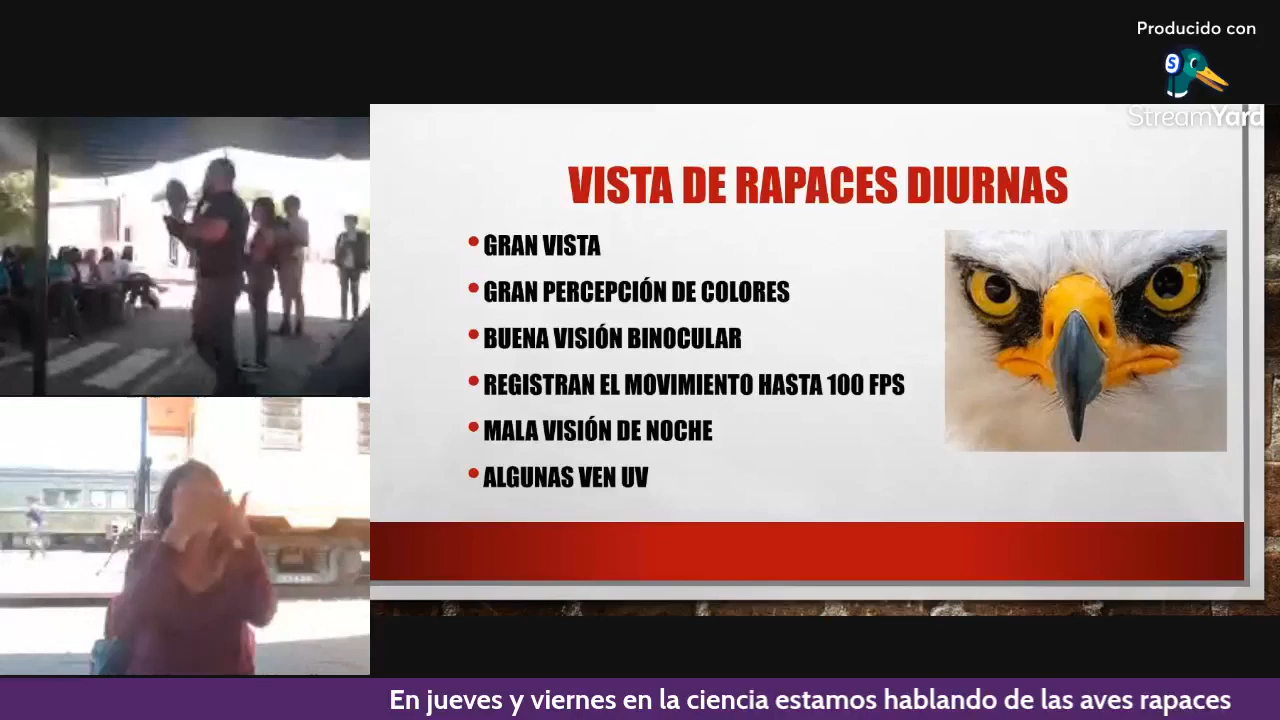 Producido con
S
StreamYard
VISTA DE RAPACES DIURNAS
• GRAN VISTA
• GRAN PERCEPCIÓN DE COLORES
• BUENA VISIÓN BINOCULAR
• REGISTRAN EL MOVIMIENTO HASTA 100 FPS
• MALA VISIÓN DE NOCHE
• ALGUNAS VEN UV
En jueves y viernes en la ciencia estamos hablando de las aves rapaces